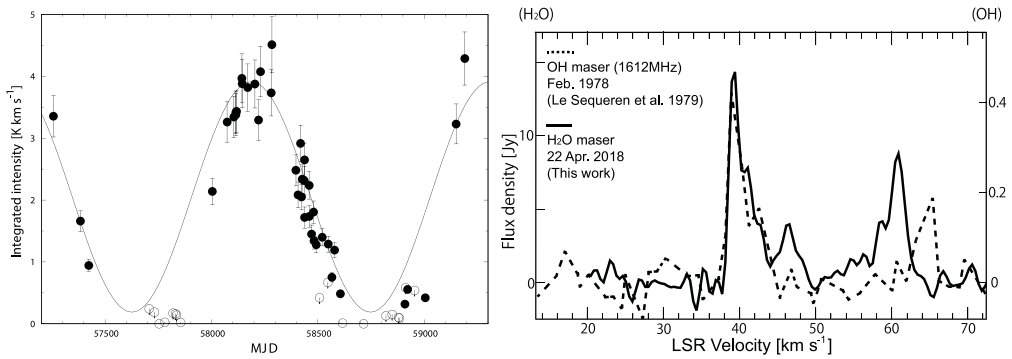 5
4
3
2
1
0
Integrated intensity [K km s-1]
57500
58000
58500
59000
MJD
(H2O)
(OH)
OH maser (1612MHz)
Feb. 1978
(Le Sequeren et al. 1979)
H2O maser
22 Apr. 2018
(This work)
10
0
Flux density [Jy]
0.4
0.2
0
20
30
40
50
60
70
LSR Velocity [km s-1]